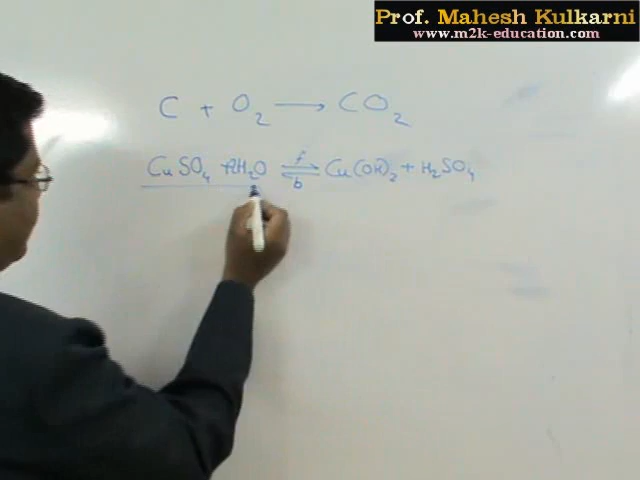 Prof. Mahesh Kulkarni
www.m2k-education.com
C + O₂ ⟶ CO₂
CuSO₄ + 2H₂O ⇌ Cu(OH)₂ + H₂SO₄
f
b